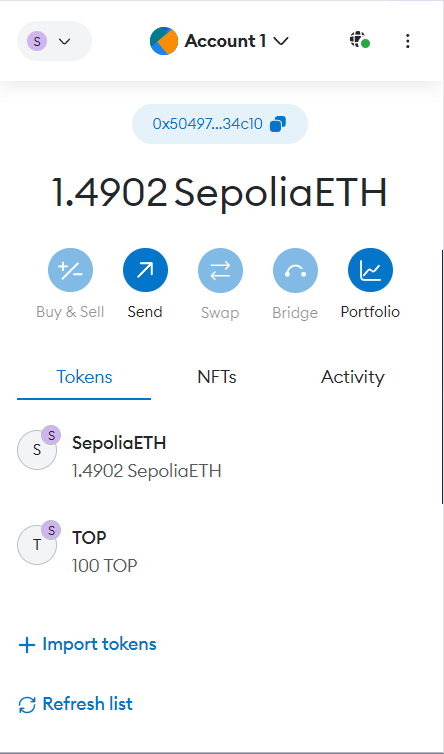 S
Account 1
0x50497...34c10
1.4902 SepoliaETH
Buy & Sell
Send
Swap
Bridge
Portfolio
Tokens
NFTs
Activity
S
S
SepoliaETH
1.4902 SepoliaETH
S
T
TOP
100 TOP
+ Import tokens
Refresh list